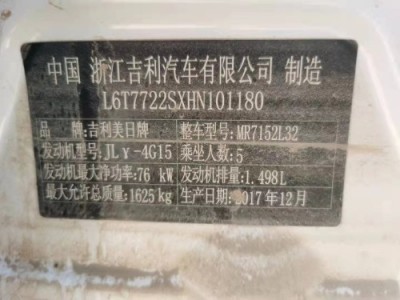 中国 浙江吉利汽车有限公司 制造
L6T7722SXHN101180
品 牌:吉利美日牌 整车型号:MR7152L32
发动机型号:JLγ-4G15 乘坐人数:5
发动机最大净功率:76 kW 发动机排量:1.498L
最大允许总质量:1625kg 生产日期:2017年12月